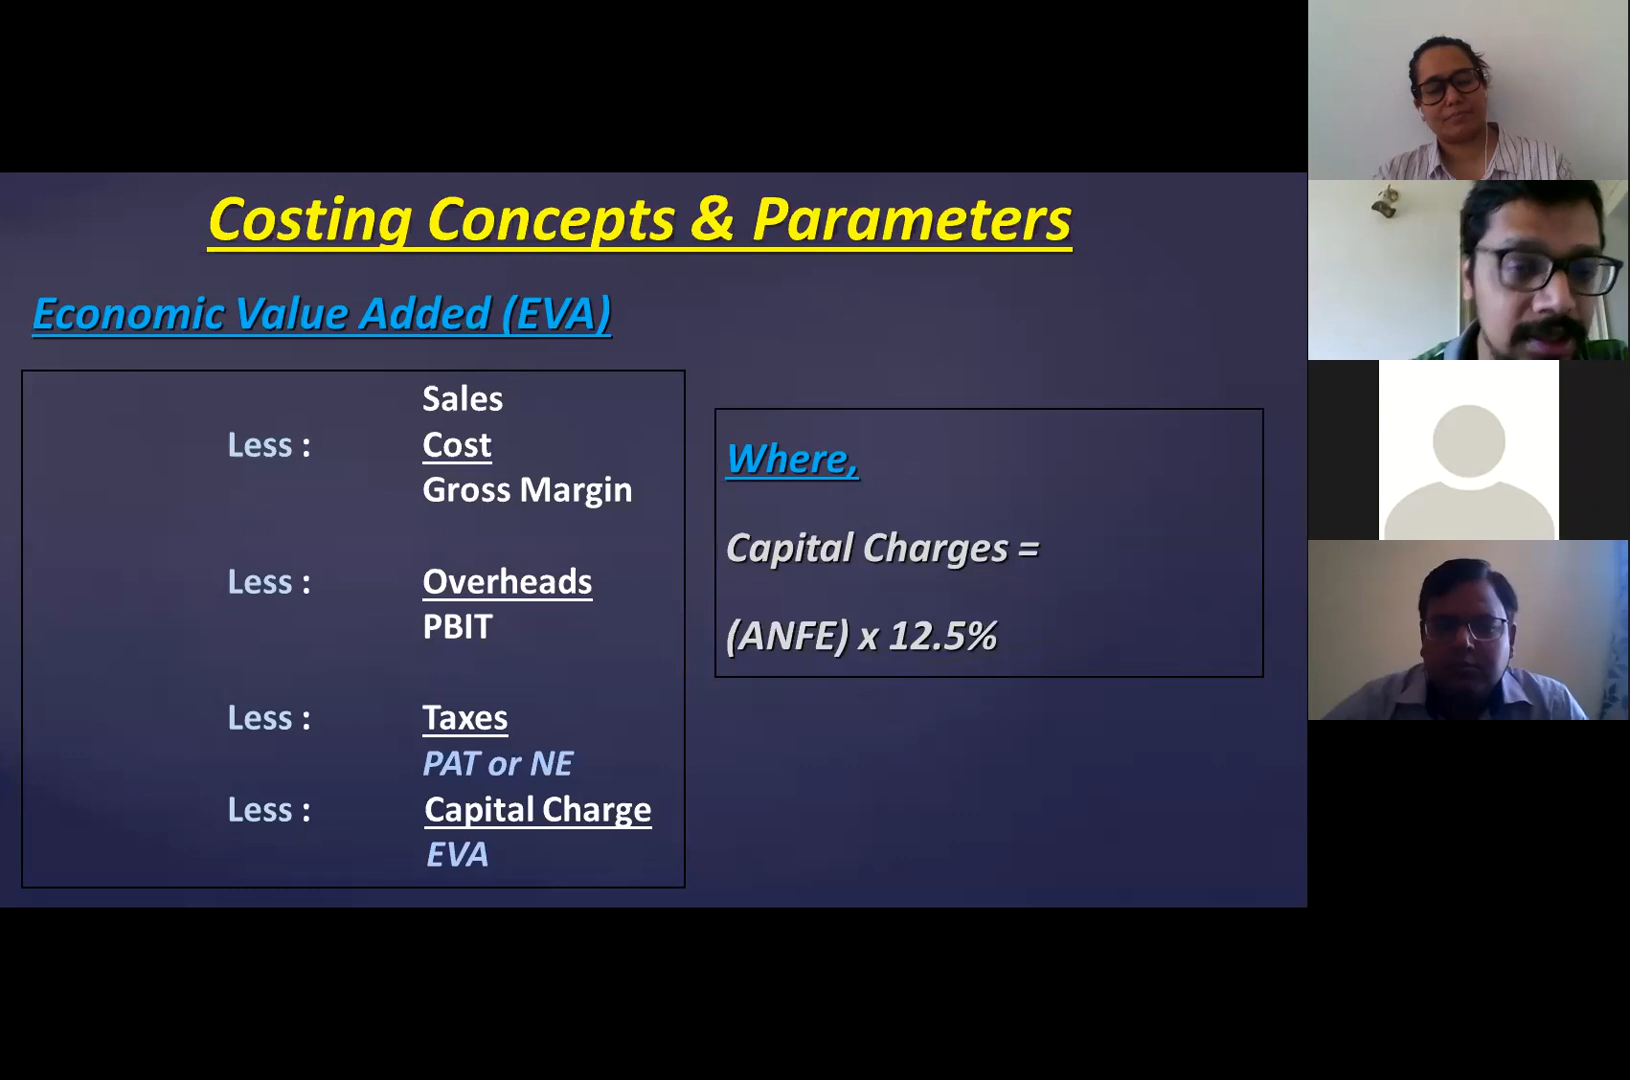 Costing Concepts & Parameters
Economic Value Added (EVA)
Sales
Less : Cost
Gross Margin
Less : Overheads
PBIT
Less : Taxes
PAT or NE
Less : Capital Charge
EVA
Where,
Capital Charges =
(ANFE) x 12.5%